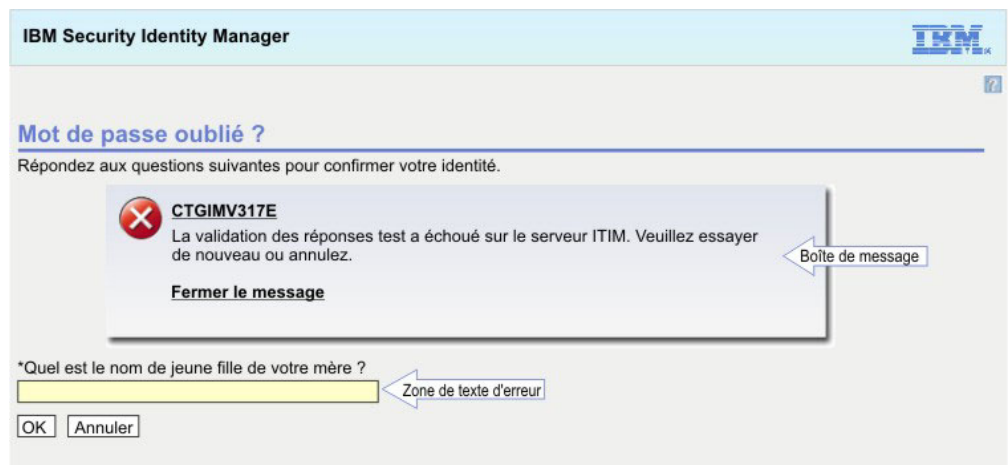 IBM Security Identity Manager
IBM
?
Mot de passe oublié ?
Répondez aux questions suivantes pour confirmer votre identité.
CTGIMV317E
La validation des réponses test a échoué sur le serveur ITIM. Veuillez essayer
de nouveau ou annulez.
Boîte de message
Fermer le message
*Quel est le nom de jeune fille de votre mère ?
Zone de texte d'erreur
OK
Annuler